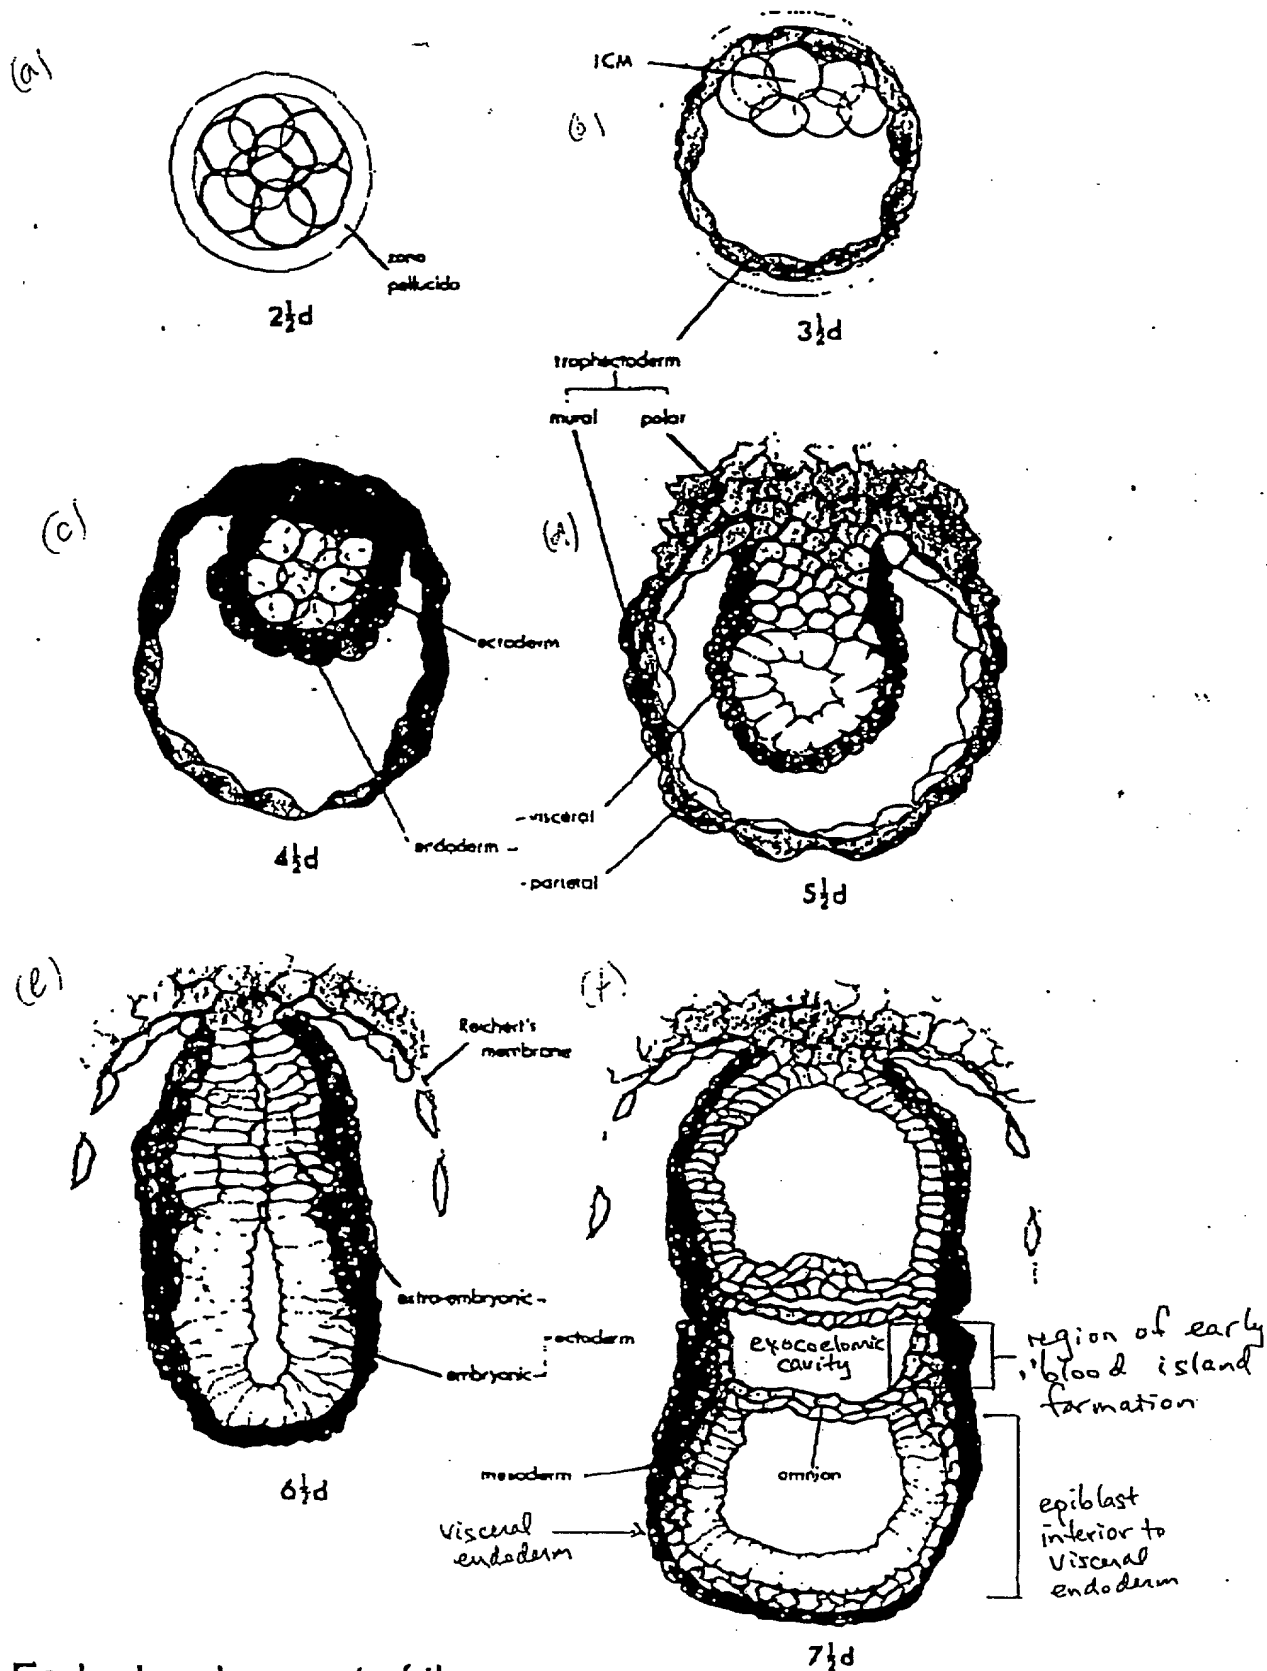 (a)
zona
pellucida
2½d
ICM
(b)
3½d
trophectoderm
mural polar
(c)
ectoderm
endoderm
4½d
(d)
visceral
parietal
5½d
(e)
Reichert's
membrane
extra-embryonic
ectoderm
embryonic
6½d
(f)
exocoelomic
cavity
region of early
blood island
formation
mesoderm
amnion
visceral
endoderm
epiblast
interior to
visceral
endoderm
7½d